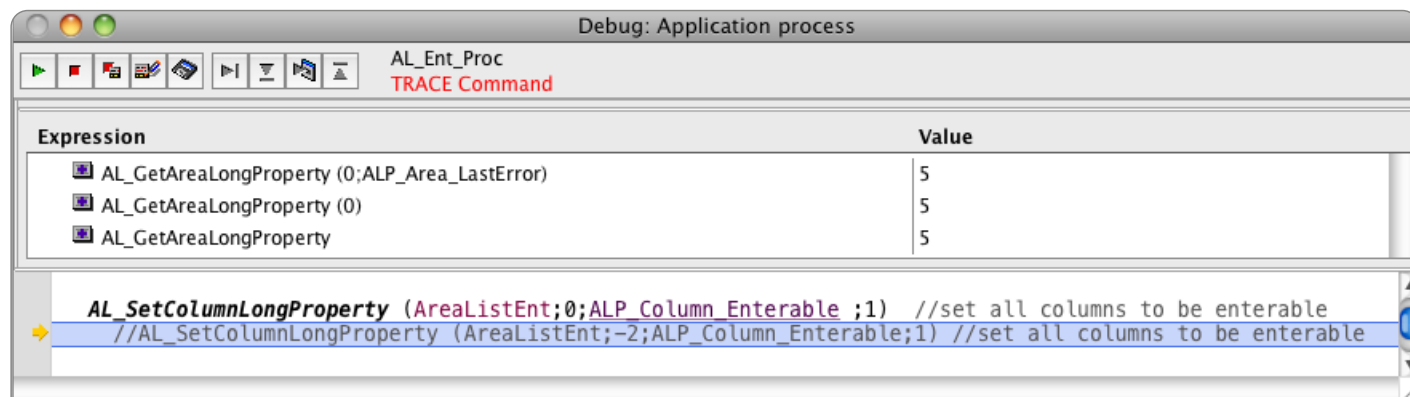 Debug: Application process
AL_Ent_Proc
TRACE Command
Expression Value
AL_GetAreaLongProperty (0;ALP_Area_LastError) 5
AL_GetAreaLongProperty (0) 5
AL_GetAreaLongProperty 5
AL_SetColumnLongProperty (AreaListEnt;0;ALP_Column_Enterable ;1) //set all columns to be enterable
//AL_SetColumnLongProperty (AreaListEnt;-2;ALP_Column_Enterable;1) //set all columns to be enterable